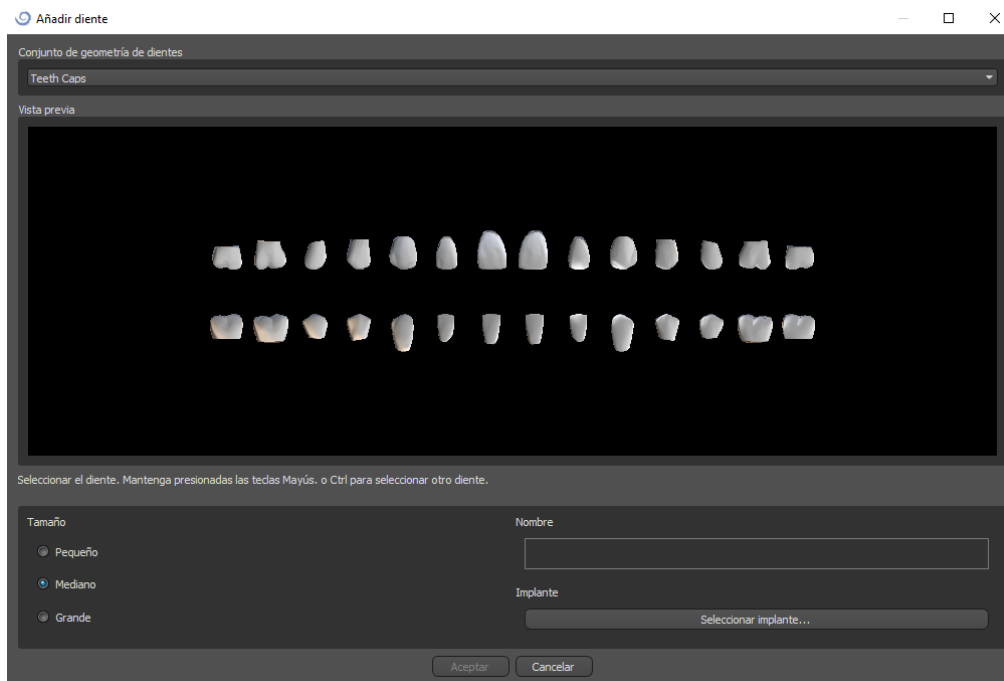 Añadir diente
Conjunto de geometría de dientes
Teeth Caps
Vista previa
Seleccionar el diente. Mantenga presionadas las teclas Mayús. o Ctrl para seleccionar otro diente.
Tamaño
Pequeño
Mediano
Grande
Nombre
Implante
Seleccionar implante...
Aceptar
Cancelar